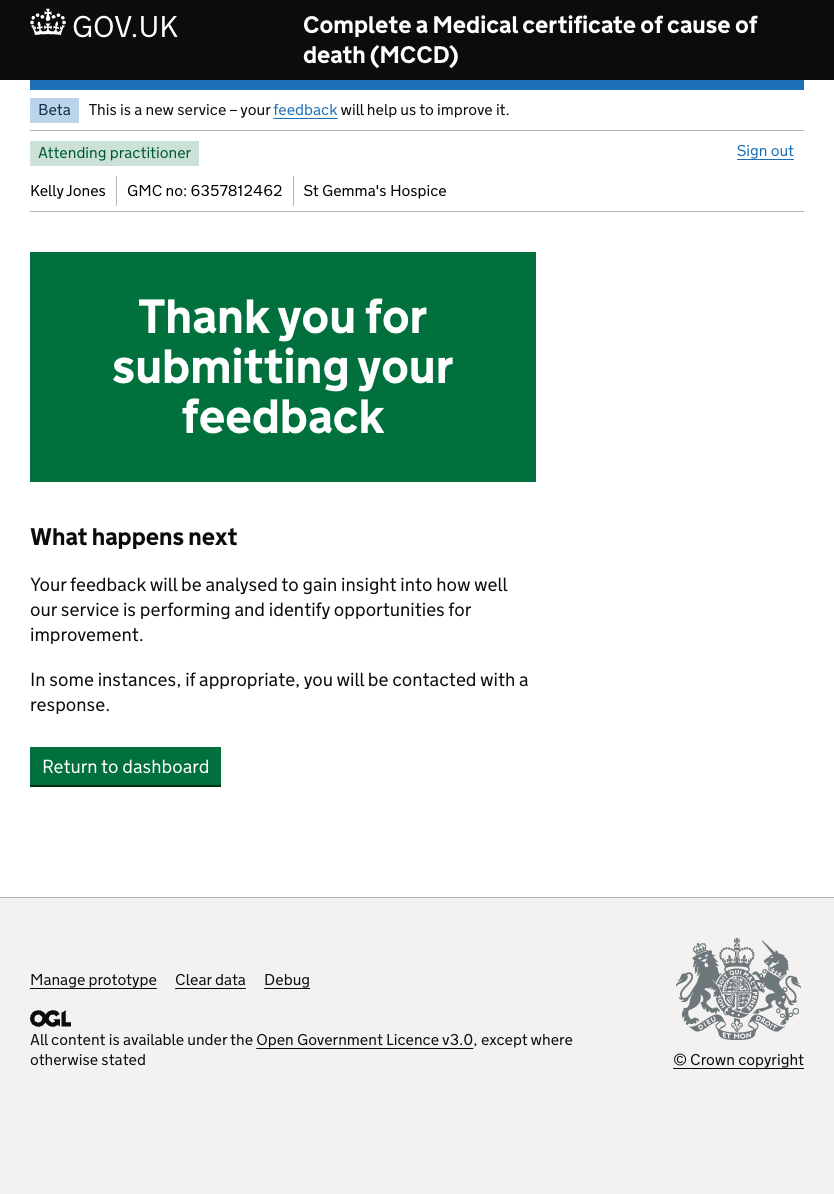 GOV.UK
Complete a Medical certificate of cause of
death (MCCD)
Beta This is a new service – your feedback will help us to improve it.
Attending practitioner
Sign out
Kelly Jones GMC no: 6357812462 St Gemma's Hospice
Thank you for
submitting your
feedback
What happens next
Your feedback will be analysed to gain insight into how well
our service is performing and identify opportunities for
improvement.
In some instances, if appropriate, you will be contacted with a
response.
Return to dashboard
Manage prototype Clear data Debug
OGL
All content is available under the Open Government Licence v3.0, except where
otherwise stated
DIEU ET MON DROIT
© Crown copyright